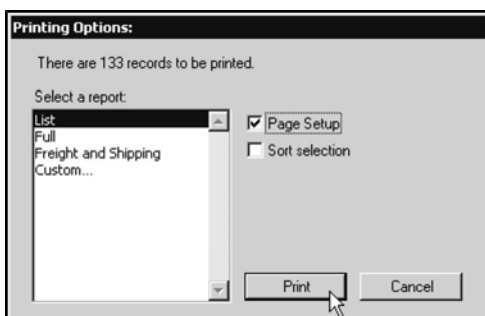 Printing Options:
There are 133 records to be printed.
Select a report:
List
Full
Freight and Shipping
Custom...
Page Setup
Sort selection
Print
Cancel